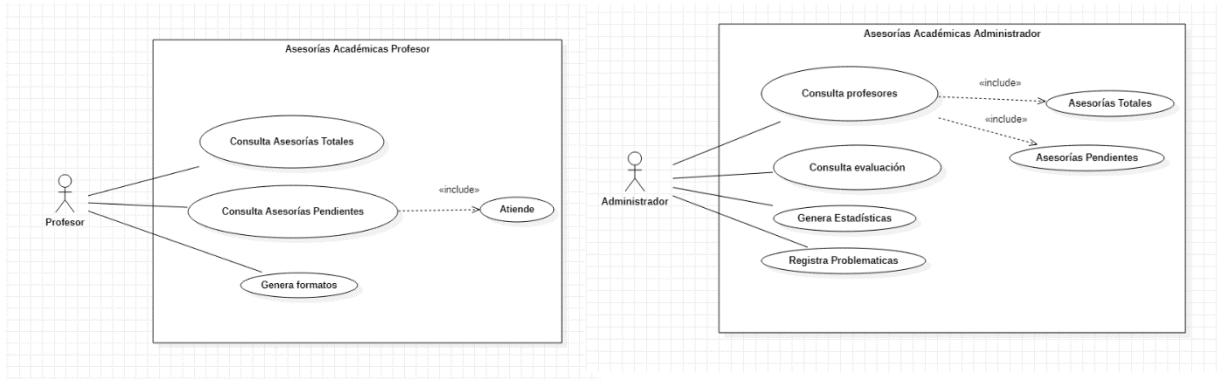 Asesorías Académicas Profesor
Consulta Asesorías Totales
«include»
Consulta Asesorías Pendientes
Atiende
Profesor
Genera formatos
Asesorías Académicas Administrador
Consulta profesores
«include»
Asesorías Totales
«include»
Asesorías Pendientes
Consulta evaluación
Administrador
Genera Estadísticas
Registra Problematicas